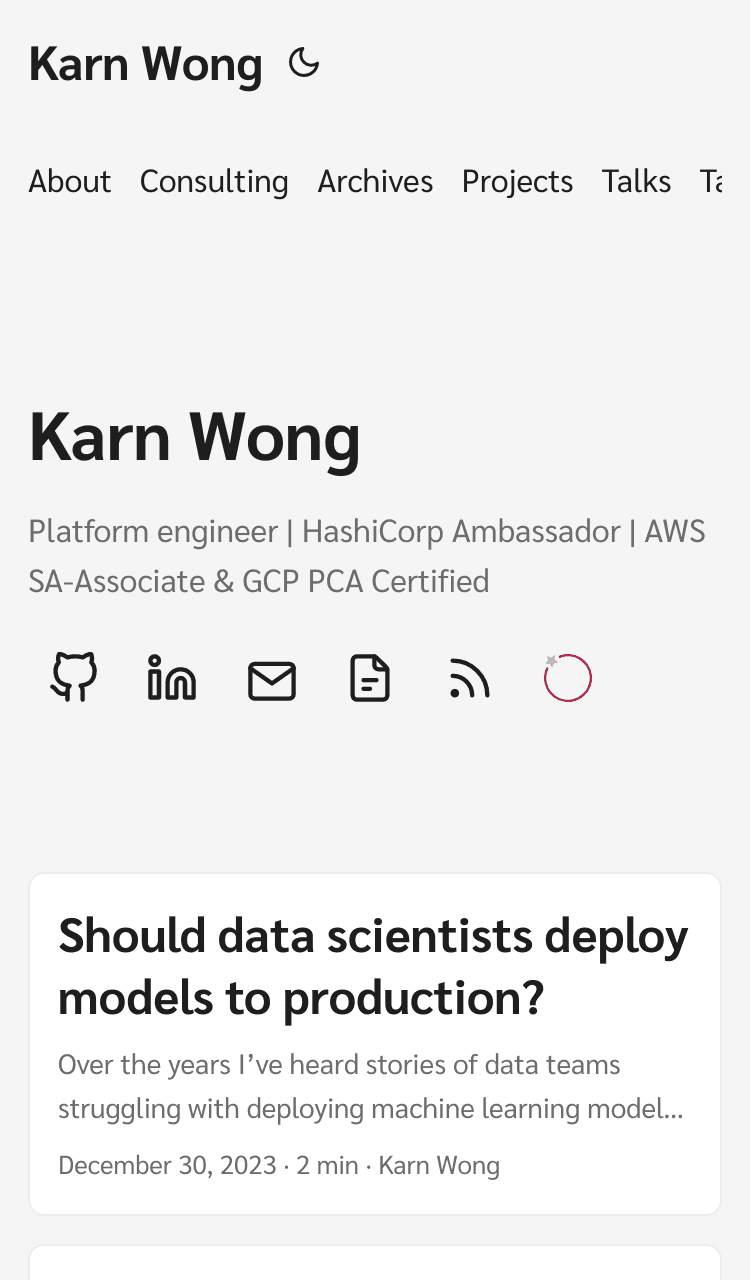 Karn Wong
About Consulting Archives Projects Talks Ta
Karn Wong
Platform engineer | HashiCorp Ambassador | AWS
SA-Associate & GCP PCA Certified
Should data scientists deploy
models to production?
Over the years I’ve heard stories of data teams
struggling with deploying machine learning model...
December 30, 2023 · 2 min · Karn Wong